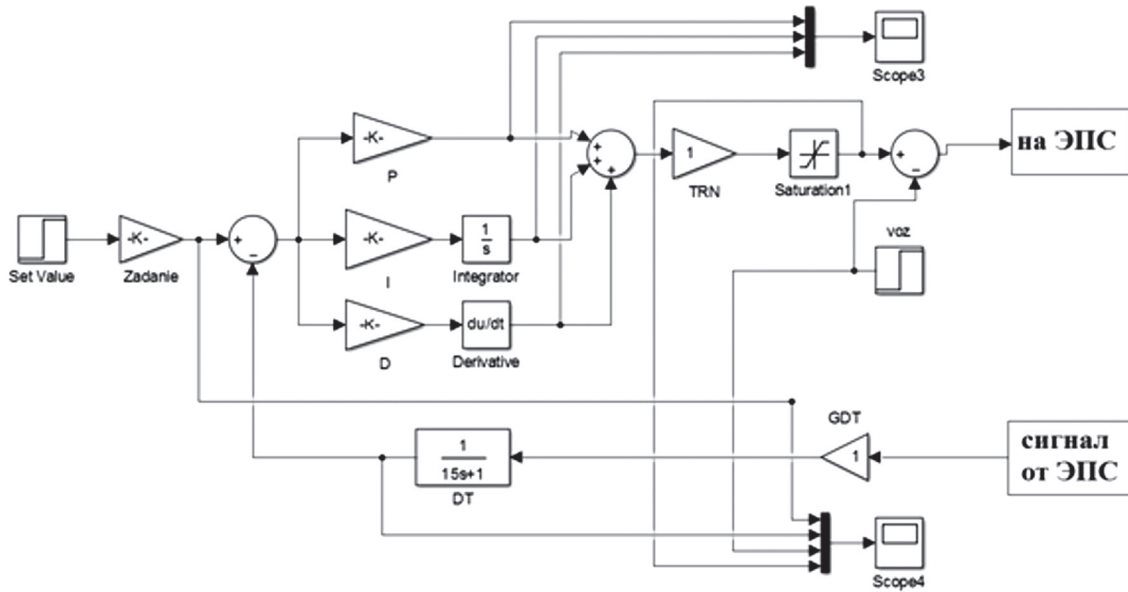 Scope3
-K-
P
1
TRN
Saturation1
на ЭПС
Set Value
-K-
Zadanie
-K-
I
1
s
Integrator
voz
-K-
D
du/dt
Derivative
GDT
1
15s+1
DT
1
сигнал
от ЭПС
Scope4